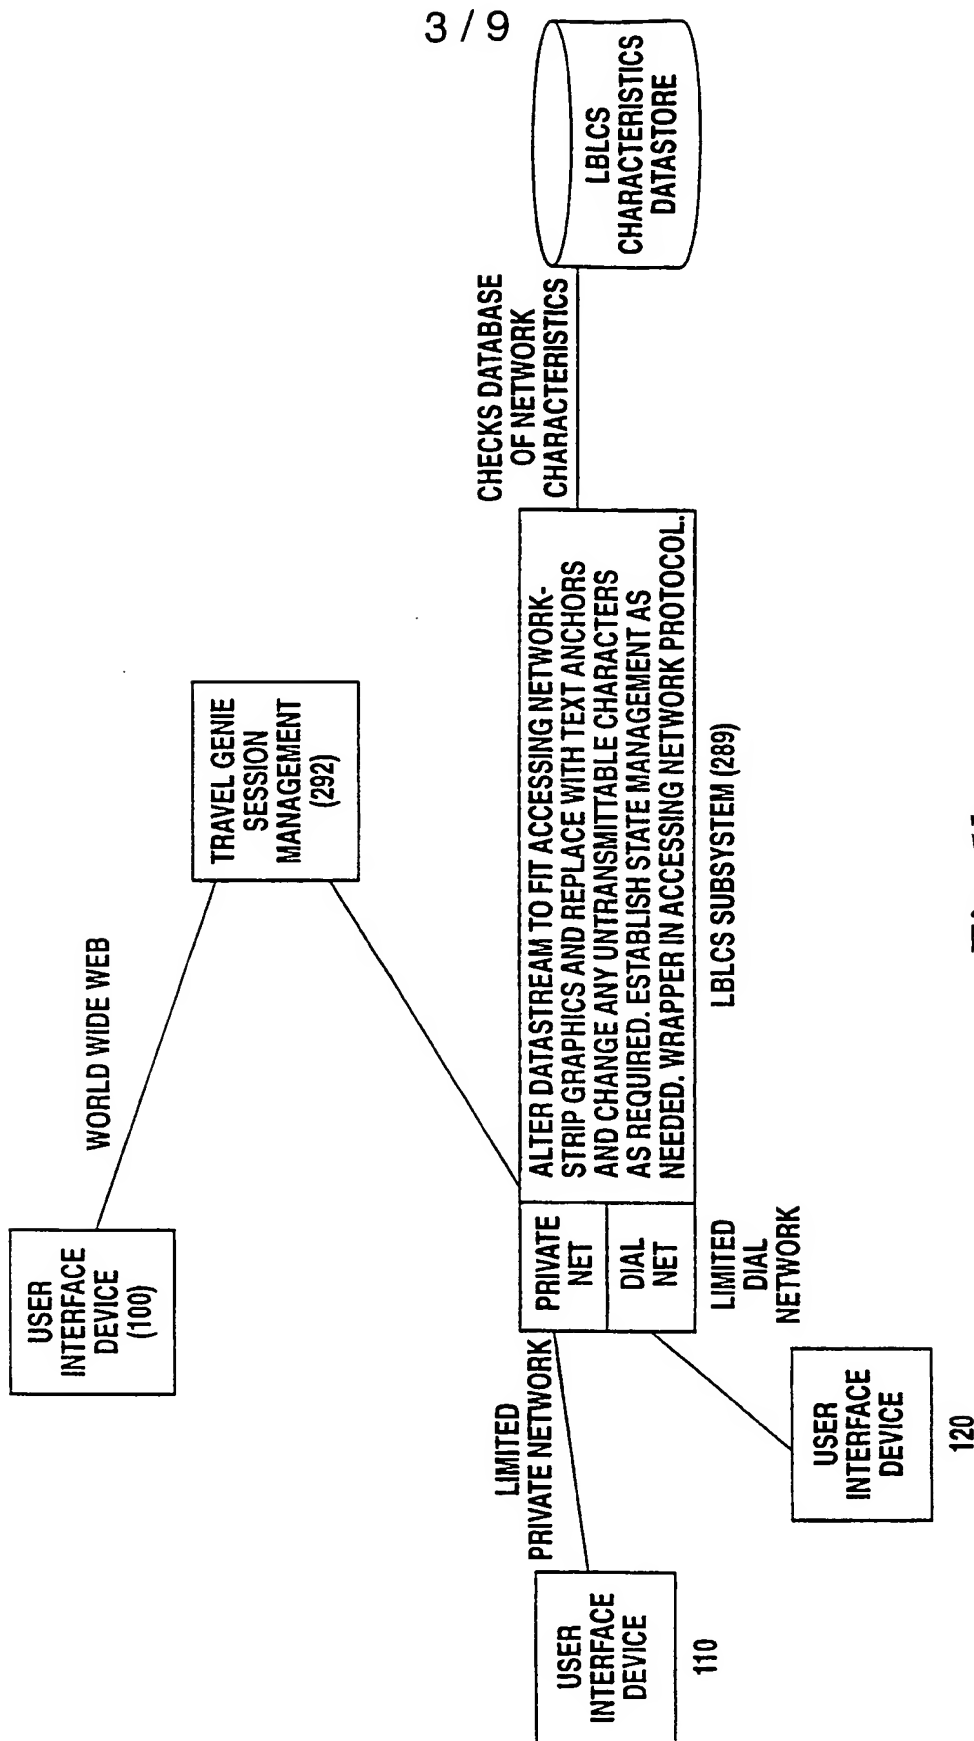 3 / 9
USER
INTERFACE
DEVICE
(100)
WORLD WIDE WEB
TRAVEL GENIE
SESSION
MANAGEMENT
(292)
LIMITED
PRIVATE NETWORK
USER
INTERFACE
DEVICE
110
PRIVATE
NET
DIAL
NET
LIMITED
DIAL
NETWORK
USER
INTERFACE
DEVICE
120
ALTER DATASTREAM TO FIT ACCESSING NETWORK-
STRIP GRAPHICS AND REPLACE WITH TEXT ANCHORS
AND CHANGE ANY UNTRANSMITTABLE CHARACTERS
AS REQUIRED. ESTABLISH STATE MANAGEMENT AS
NEEDED. WRAPPER IN ACCESSING NETWORK PROTOCOL.
LBLCS SUBSYSTEM (289)
CHECKS DATABASE
OF NETWORK
CHARACTERISTICS
LBLCS
CHARACTERISTICS
DATASTORE